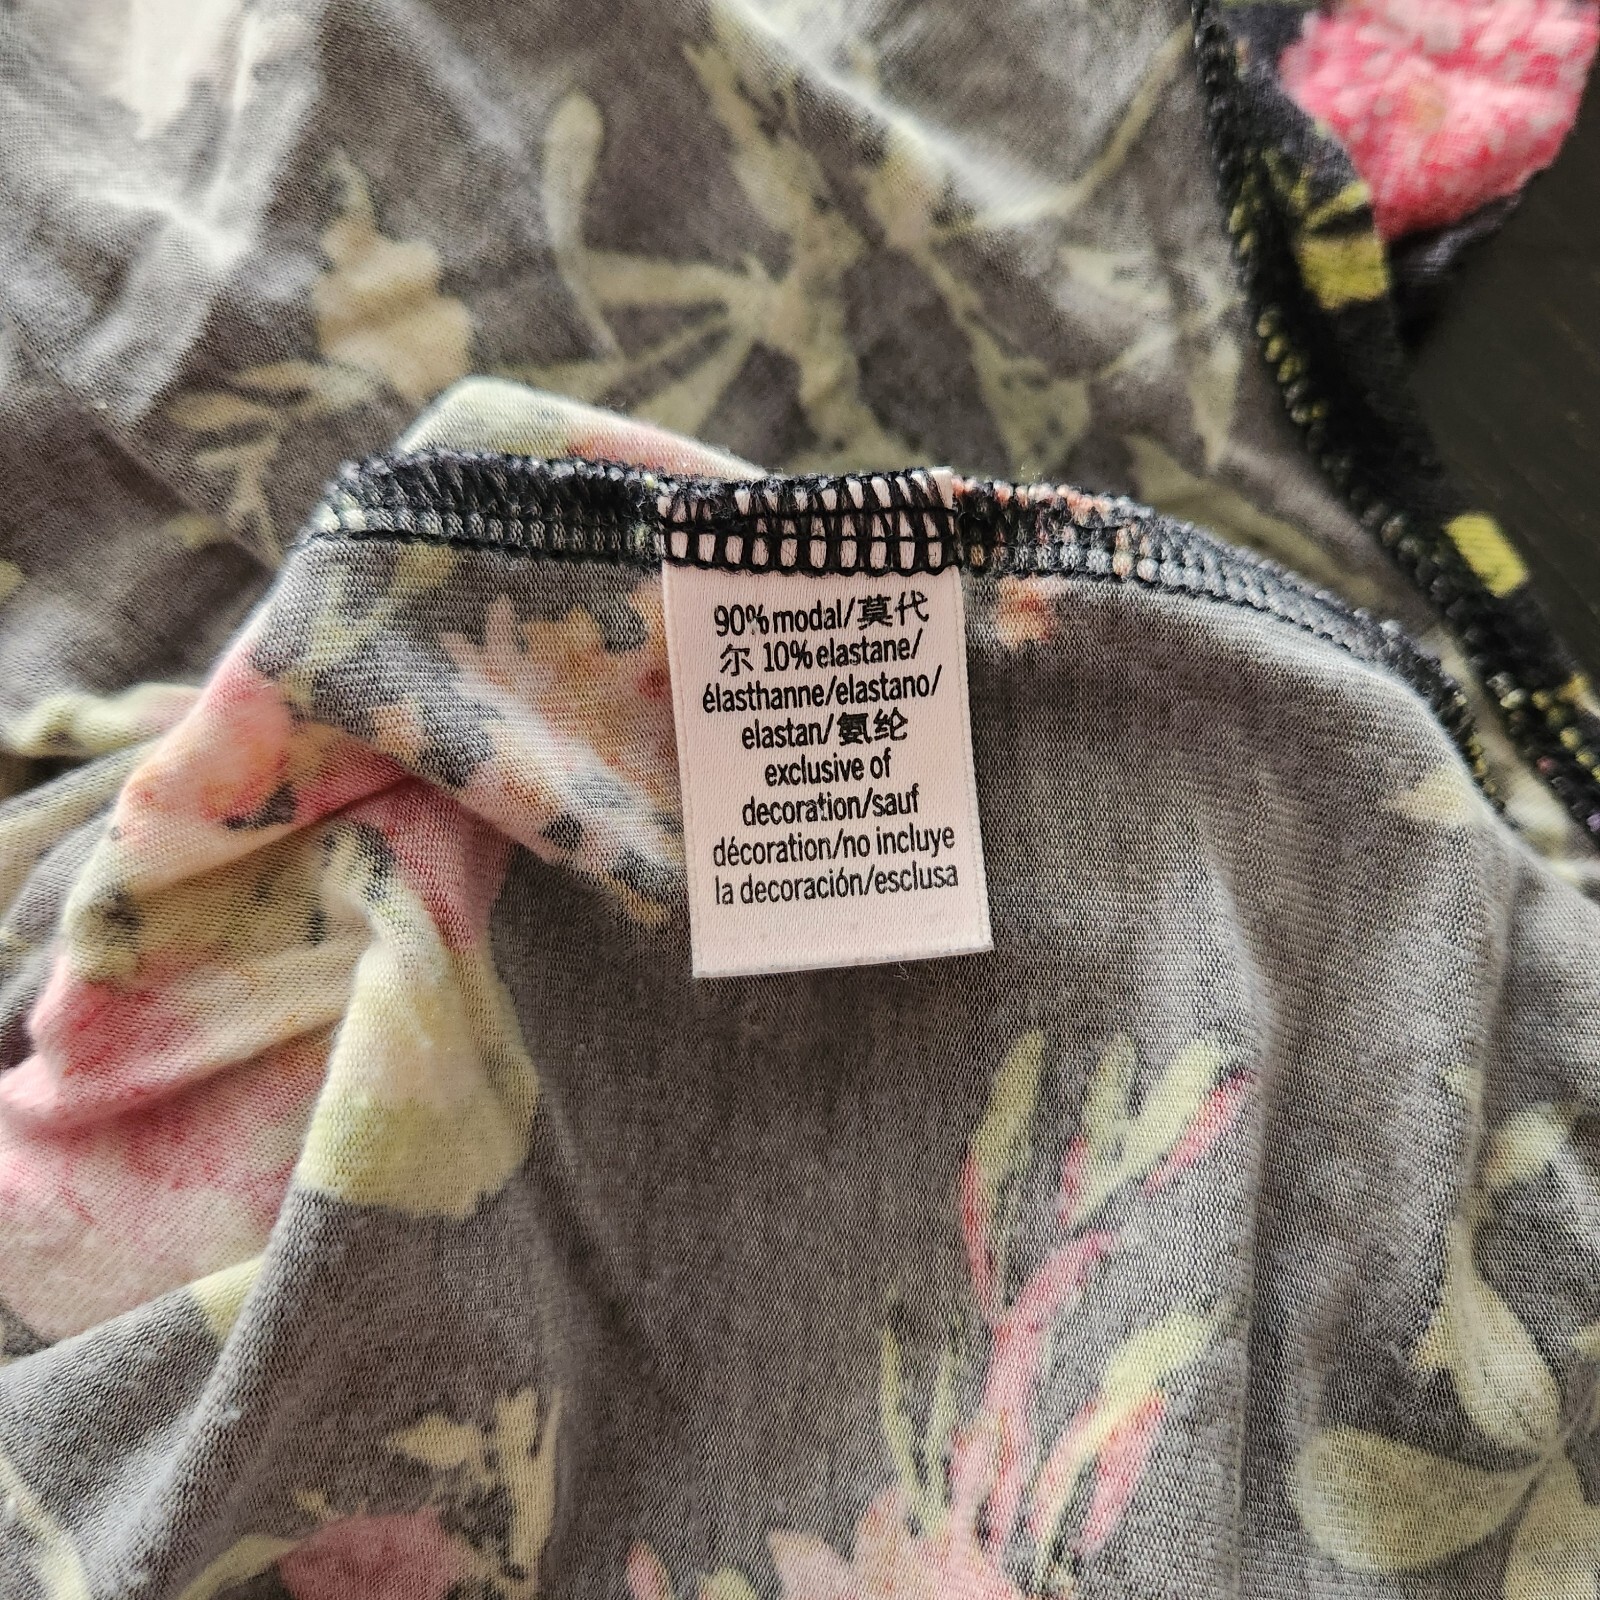 90% modal/莫代
尔 10% elastane/
élasthanne/elastano/
elastan/氨纶
exclusive of
decoration/sauf
décoration/no incluye
la decoración/esclusa